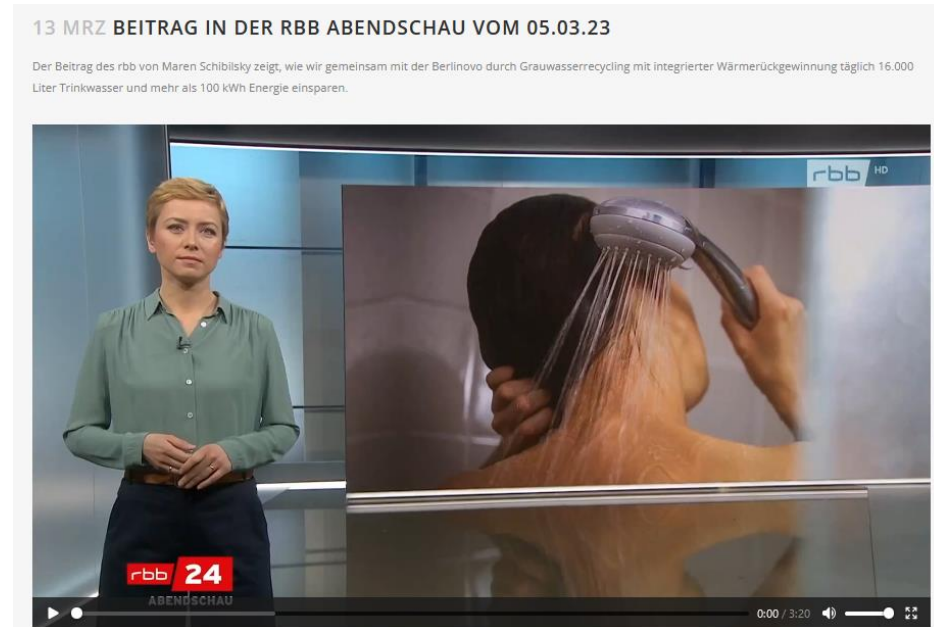 13 MRZ BEITRAG IN DER RBB ABENDSCHAU VOM 05.03.23
Der Beitrag des rbb von Maren Schibilsky zeigt, wie wir gemeinsam mit der Berlinovo durch Grauwasserrecycling mit integrierter Wärmerückgewinnung täglich 16.000
Liter Trinkwasser und mehr als 100 kWh Energie einsparen.
rbb HD
rbb 24
ABENDSCHAU
0:00 / 3:20